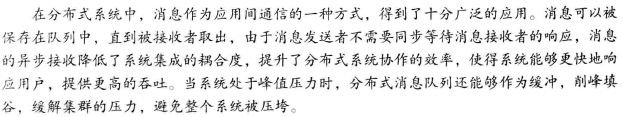 在分布式系统中，消息作为应用间通信的一种方式，得到了十分广泛的应用。消息可以被
保存在队列中，直到被接收者取出，由于消息发送者不需要同步等待消息接收者的响应，消息
的异步接收降低了系统集成的耦合度，提升了分布式系统协作的效率，使得系统能够更快地响
应用户，提供更高的吞吐。当系统处于峰值压力时，分布式消息队列还能够作为缓冲，削峰填
谷，缓解集群的压力，避免整个系统被压垮。